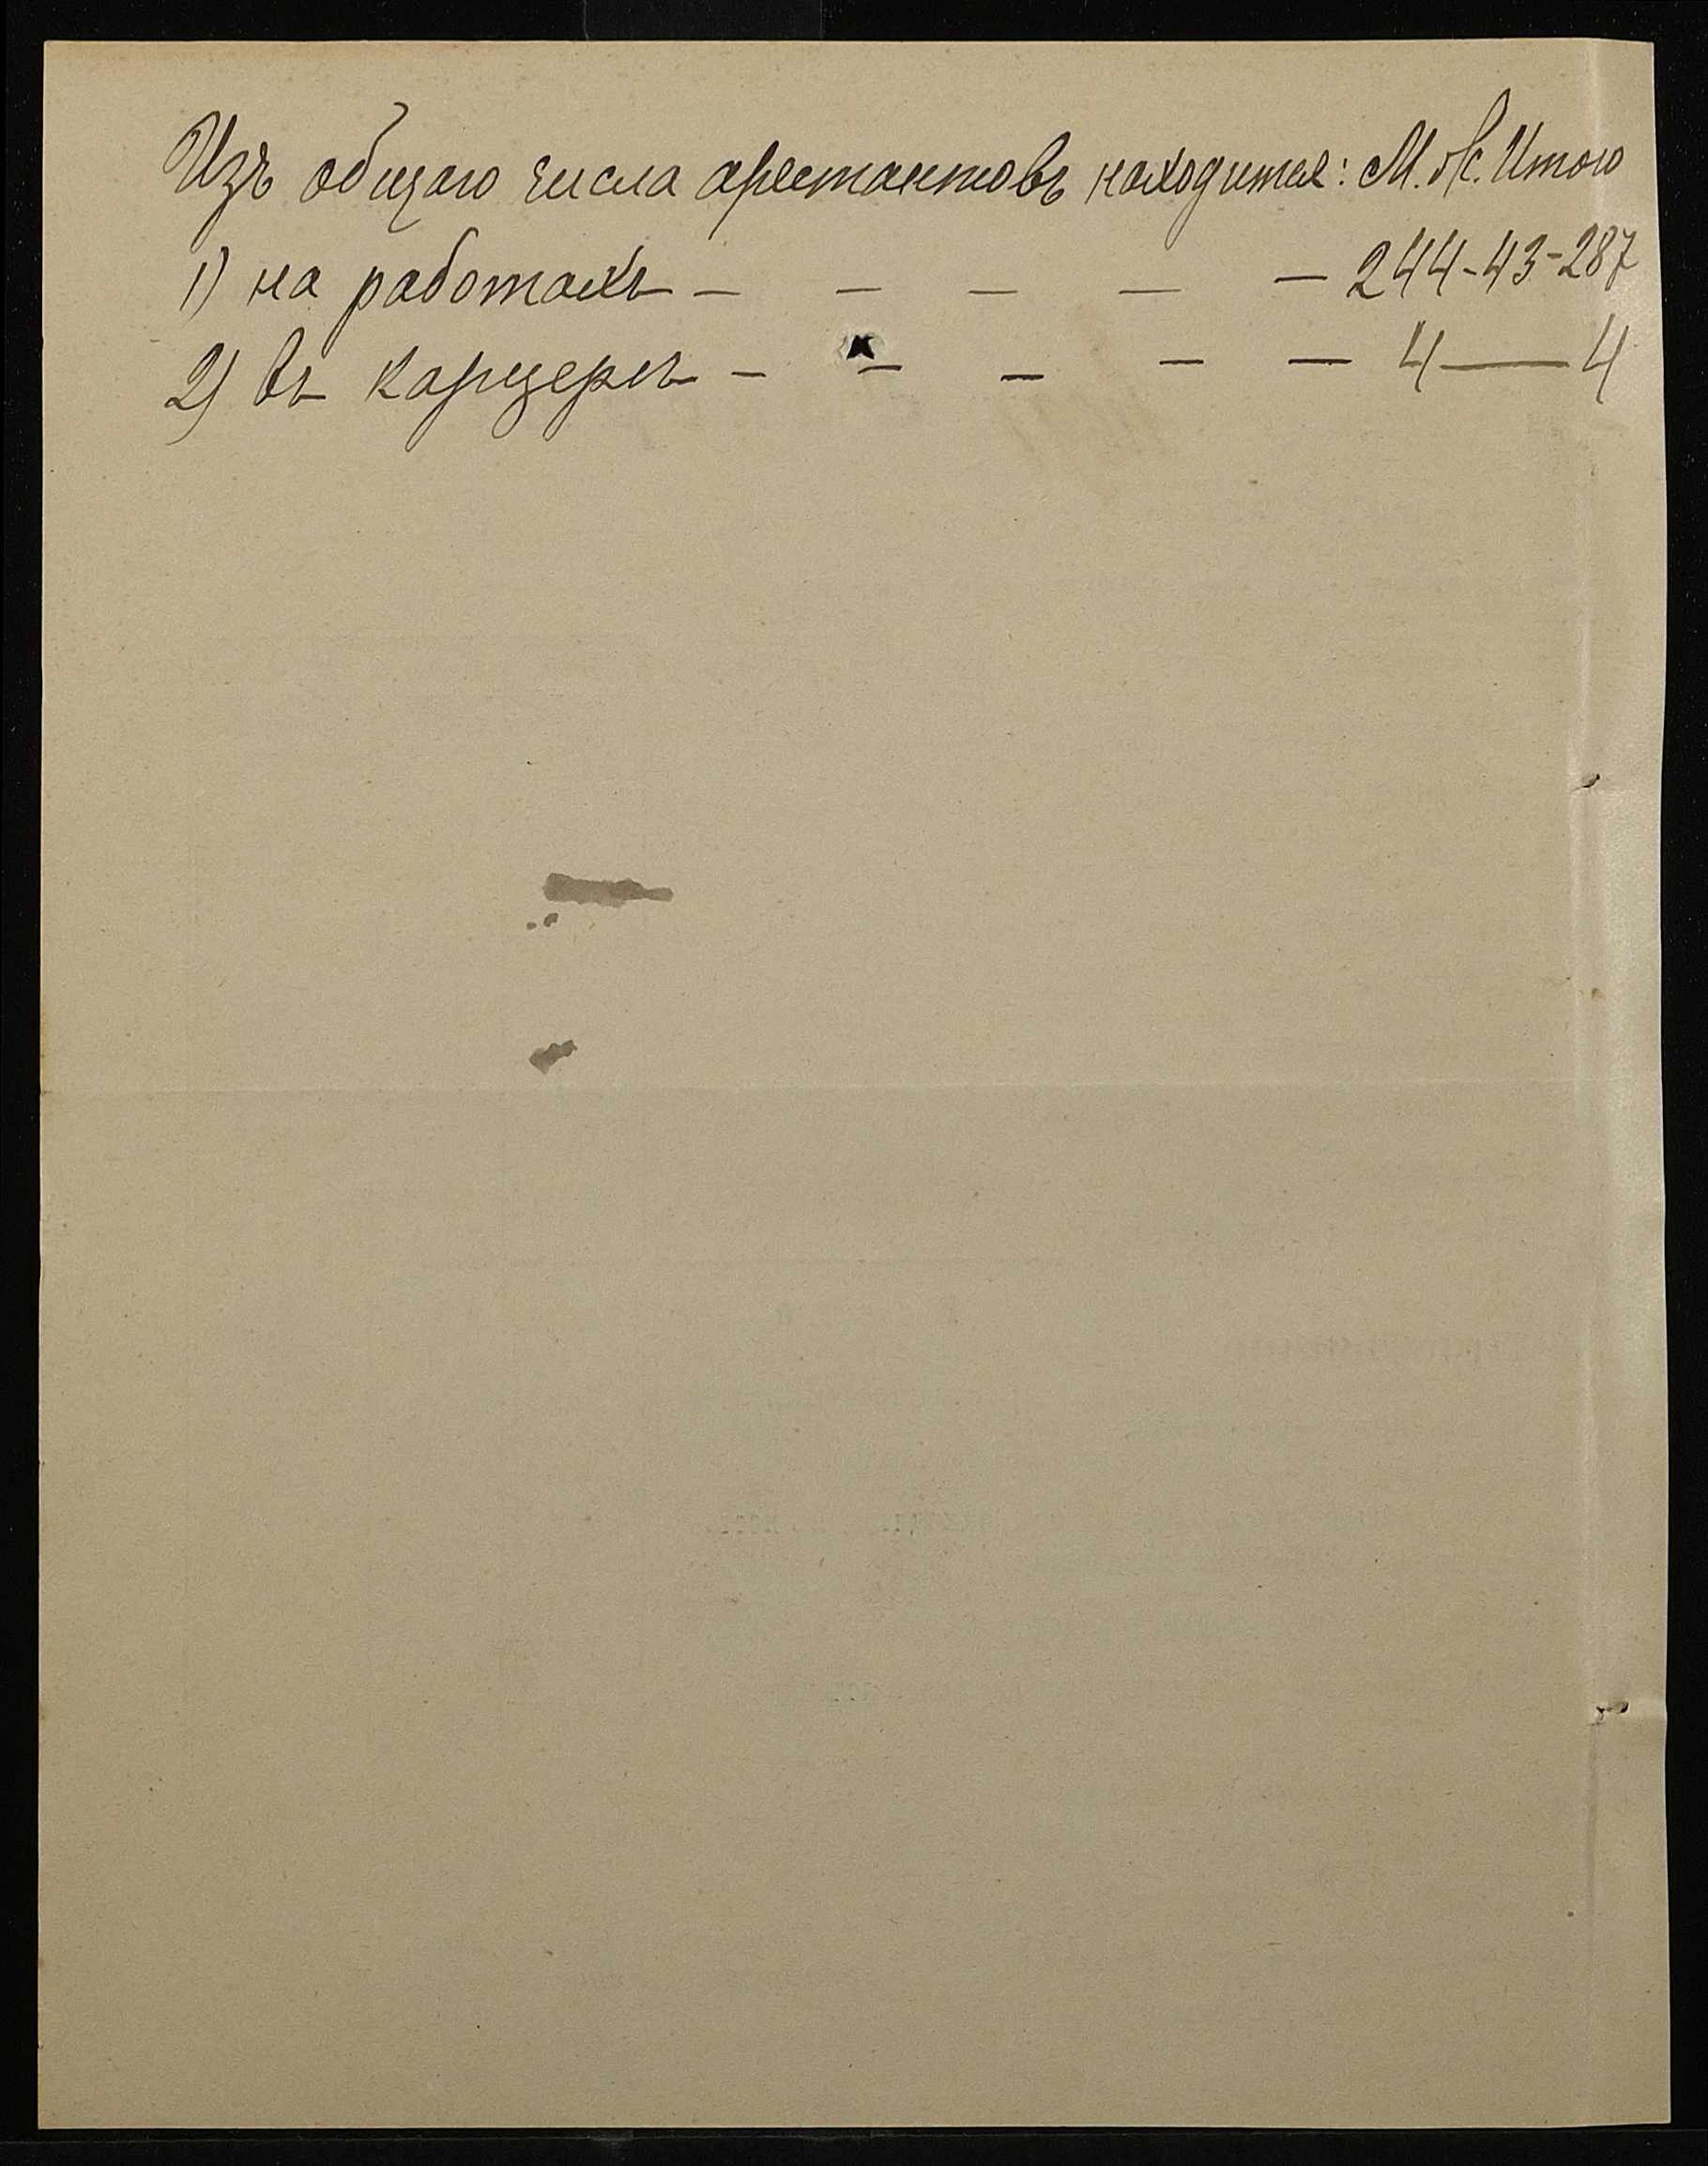 Изъ общаго числа арестантовъ находится: М. Ж. Итого
1) на работахъ — — — — — 244-43-287
2) въ карцерѣ — — — — — 4 — 4